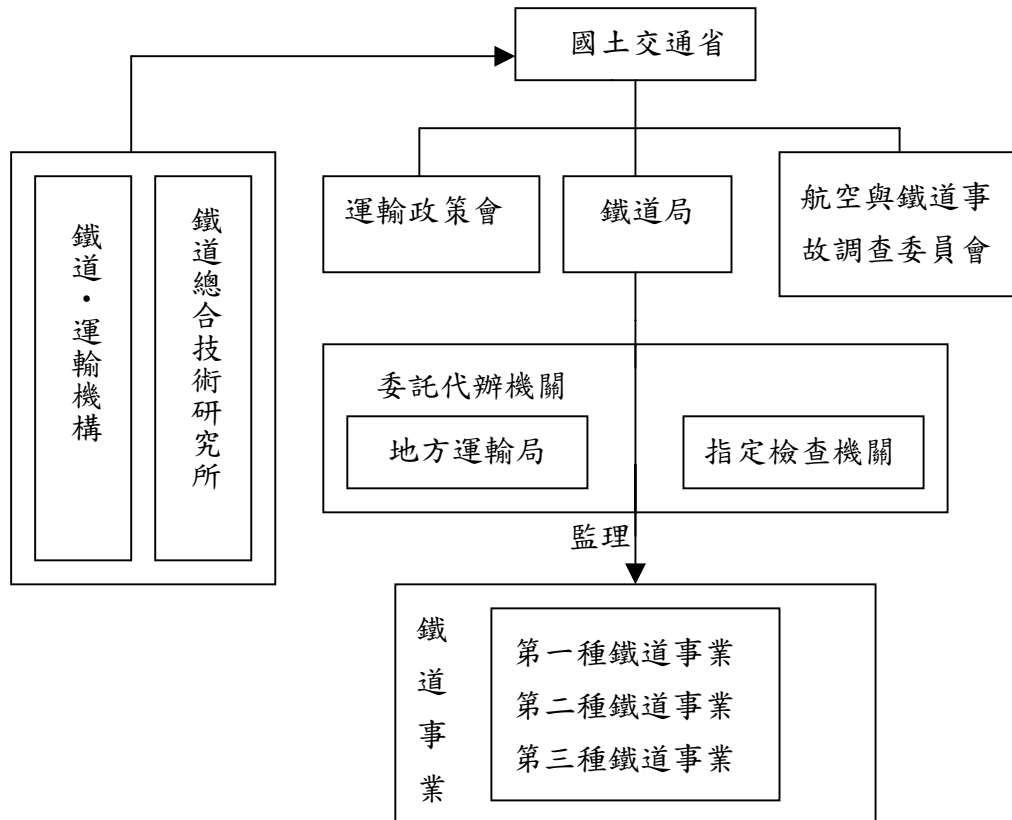 國土交通省
鐵道・運輸機構
鐵道總合技術研究所
運輸政策會
鐵道局
航空與鐵道事
故調查委員會
委託代辦機關
地方運輸局
指定檢查機關
監理
鐵道事業
第一種鐵道事業
第二種鐵道事業
第三種鐵道事業